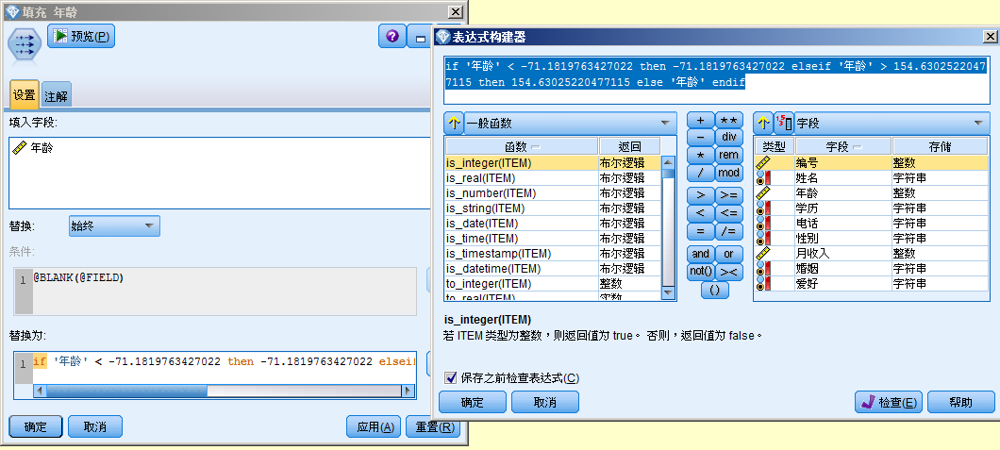 填充 年龄
预览(P)
设置
注解
填入字段:
年龄
替换:
始终
条件:
1
@BLANK(@FIELD)
替换为:
1
if '年龄' < -71.1819763427022 then -71.1819763427022 elseif
确定
取消
应用(A)
重置(R)
表达式构建器
if '年龄' < -71.1819763427022 then -71.1819763427022 elseif '年龄' > 154.6302522047
7115 then 154.63025220477115 else '年龄' endif
一般函数
函数 返回
is_integer(ITEM) 布尔逻辑
is_real(ITEM) 布尔逻辑
is_number(ITEM) 布尔逻辑
is_string(ITEM) 布尔逻辑
is_date(ITEM) 布尔逻辑
is_time(ITEM) 布尔逻辑
is_timestamp(ITEM) 布尔逻辑
is_datetime(ITEM) 布尔逻辑
to_integer(ITEM) 整数
to_real(ITEM) 实数
+ **
- div
* rem
/ mod
> >=
< <=
= /=
and or
not() ><
( )
字段
类型 字段 存储
编号 整数
姓名 字符串
年龄 整数
学历 字符串
电话 字符串
性别 字符串
月收入 整数
婚姻 字符串
爱好 字符串
is_integer(ITEM)
若 ITEM 类型为整数，则返回值为 true。 否则，返回值为 false。
保存之前检查表达式(C)
确定
取消
检查(E)
帮助